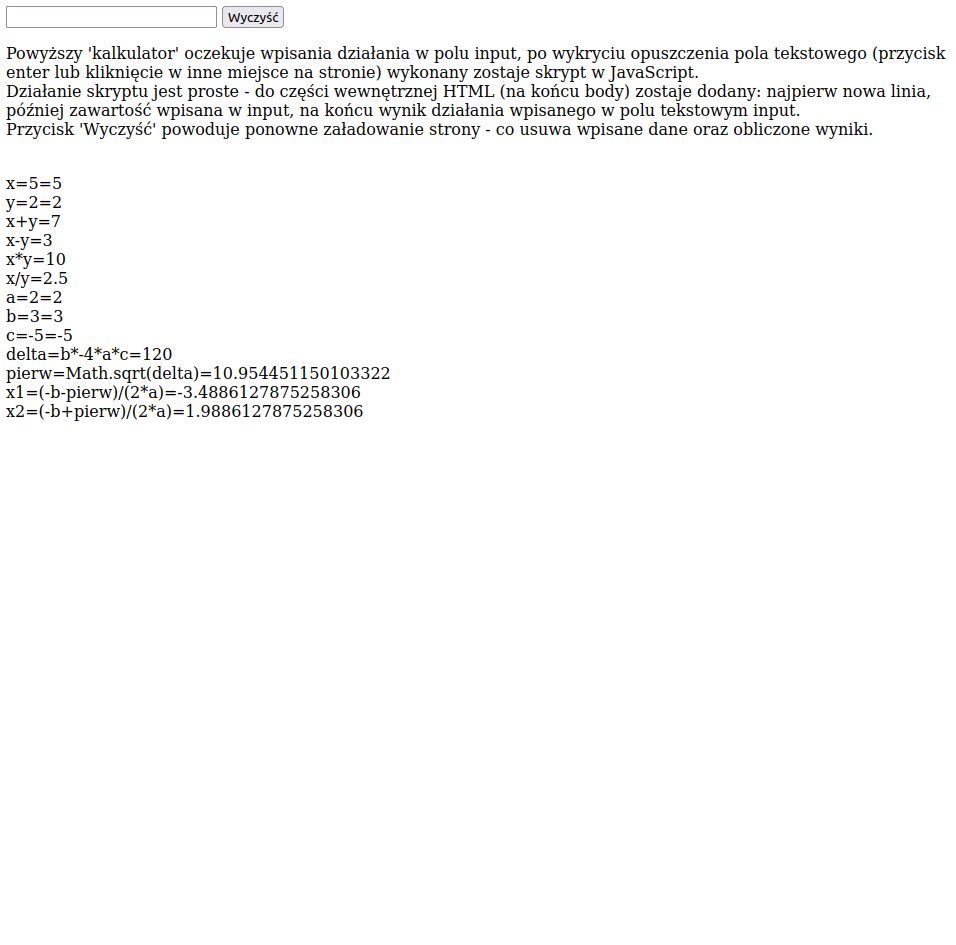 Wyczyść
Powyższy 'kalkulator' oczekuje wpisania działania w polu input, po wykryciu opuszczenia pola tekstowego (przycisk
enter lub kliknięcie w inne miejsce na stronie) wykonany zostaje skrypt w JavaScript.
Działanie skryptu jest proste - do części wewnętrznej HTML (na końcu body) zostaje dodany: najpierw nowa linia,
później zawartość wpisana w input, na końcu wynik działania wpisanego w polu tekstowym input.
Przycisk 'Wyczyść' powoduje ponowne załadowanie strony - co usuwa wpisane dane oraz obliczone wyniki.
x=5=5
y=2=2
x+y=7
x-y=3
x*y=10
x/y=2.5
a=2=2
b=3=3
c=-5=-5
delta=b*-4*a*c=120
pierw=Math.sqrt(delta)=10.954451150103322
x1=(-b-pierw)/(2*a)=-3.4886127875258306
x2=(-b+pierw)/(2*a)=1.9886127875258306